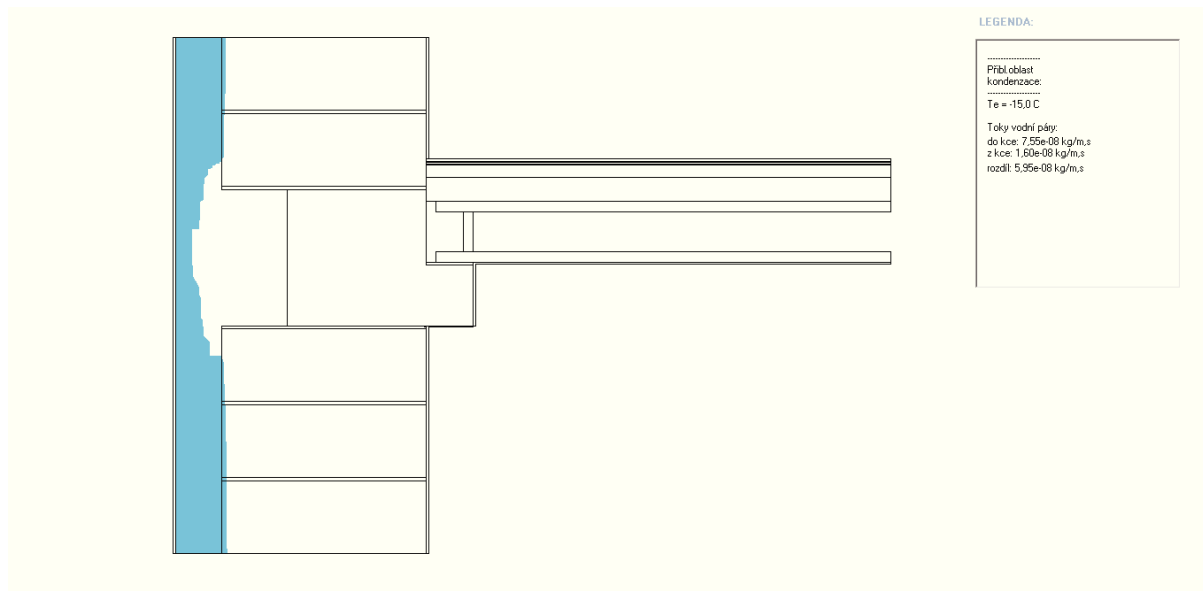 LEGENDA:
--------------------
Přibl.oblast
kondenzace:
--------------------
Te = -15,0 C
Toky vodní páry:
do kce: 7,55e-08 kg/m,s
z kce: 1,60e-08 kg/m,s
rozdíl: 5,95e-08 kg/m,s